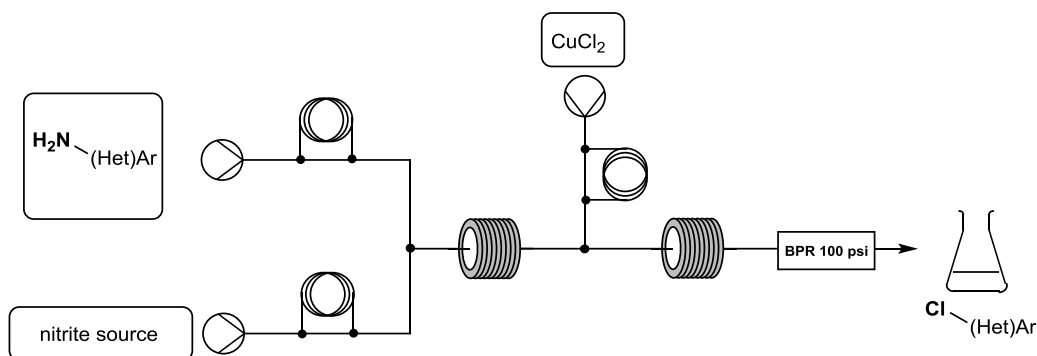 CuCl2
H2N
(Het)Ar
nitrite source
BPR 100 psi
Cl
(Het)Ar